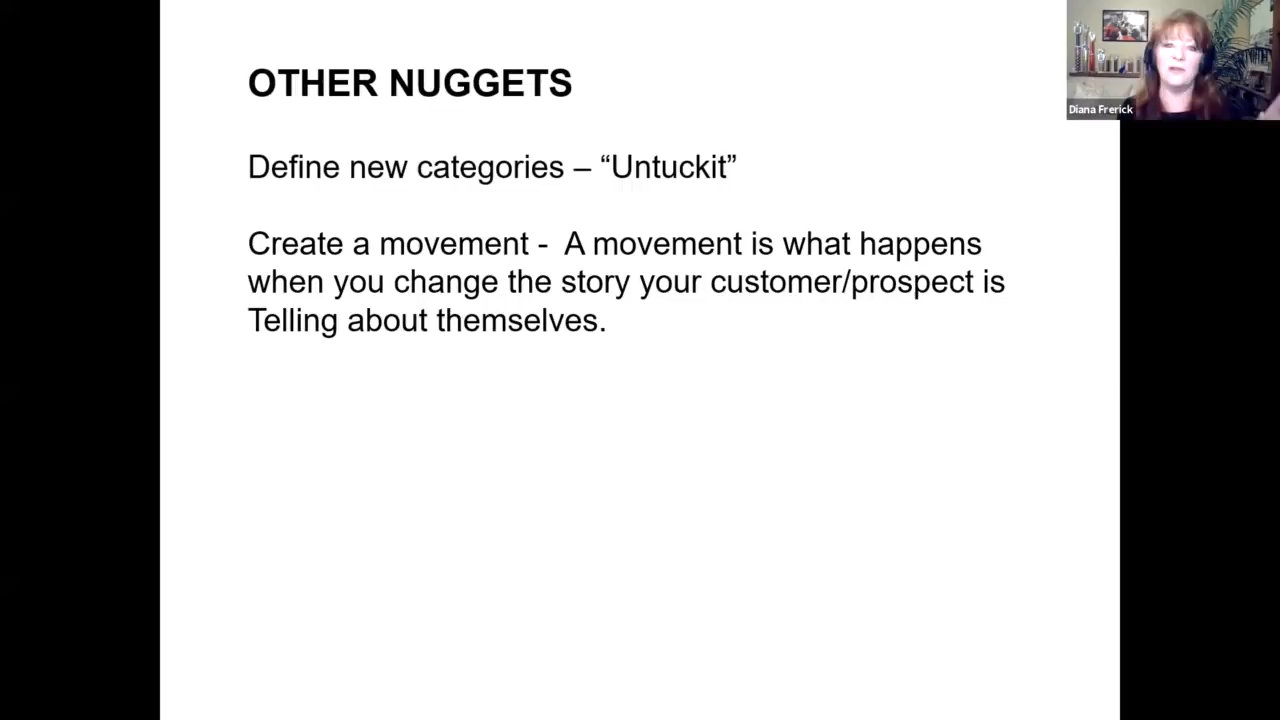 OTHER NUGGETS
Define new categories – “Untuckit”
Create a movement -  A movement is what happens
when you change the story your customer/prospect is
Telling about themselves.
Diana Frerick